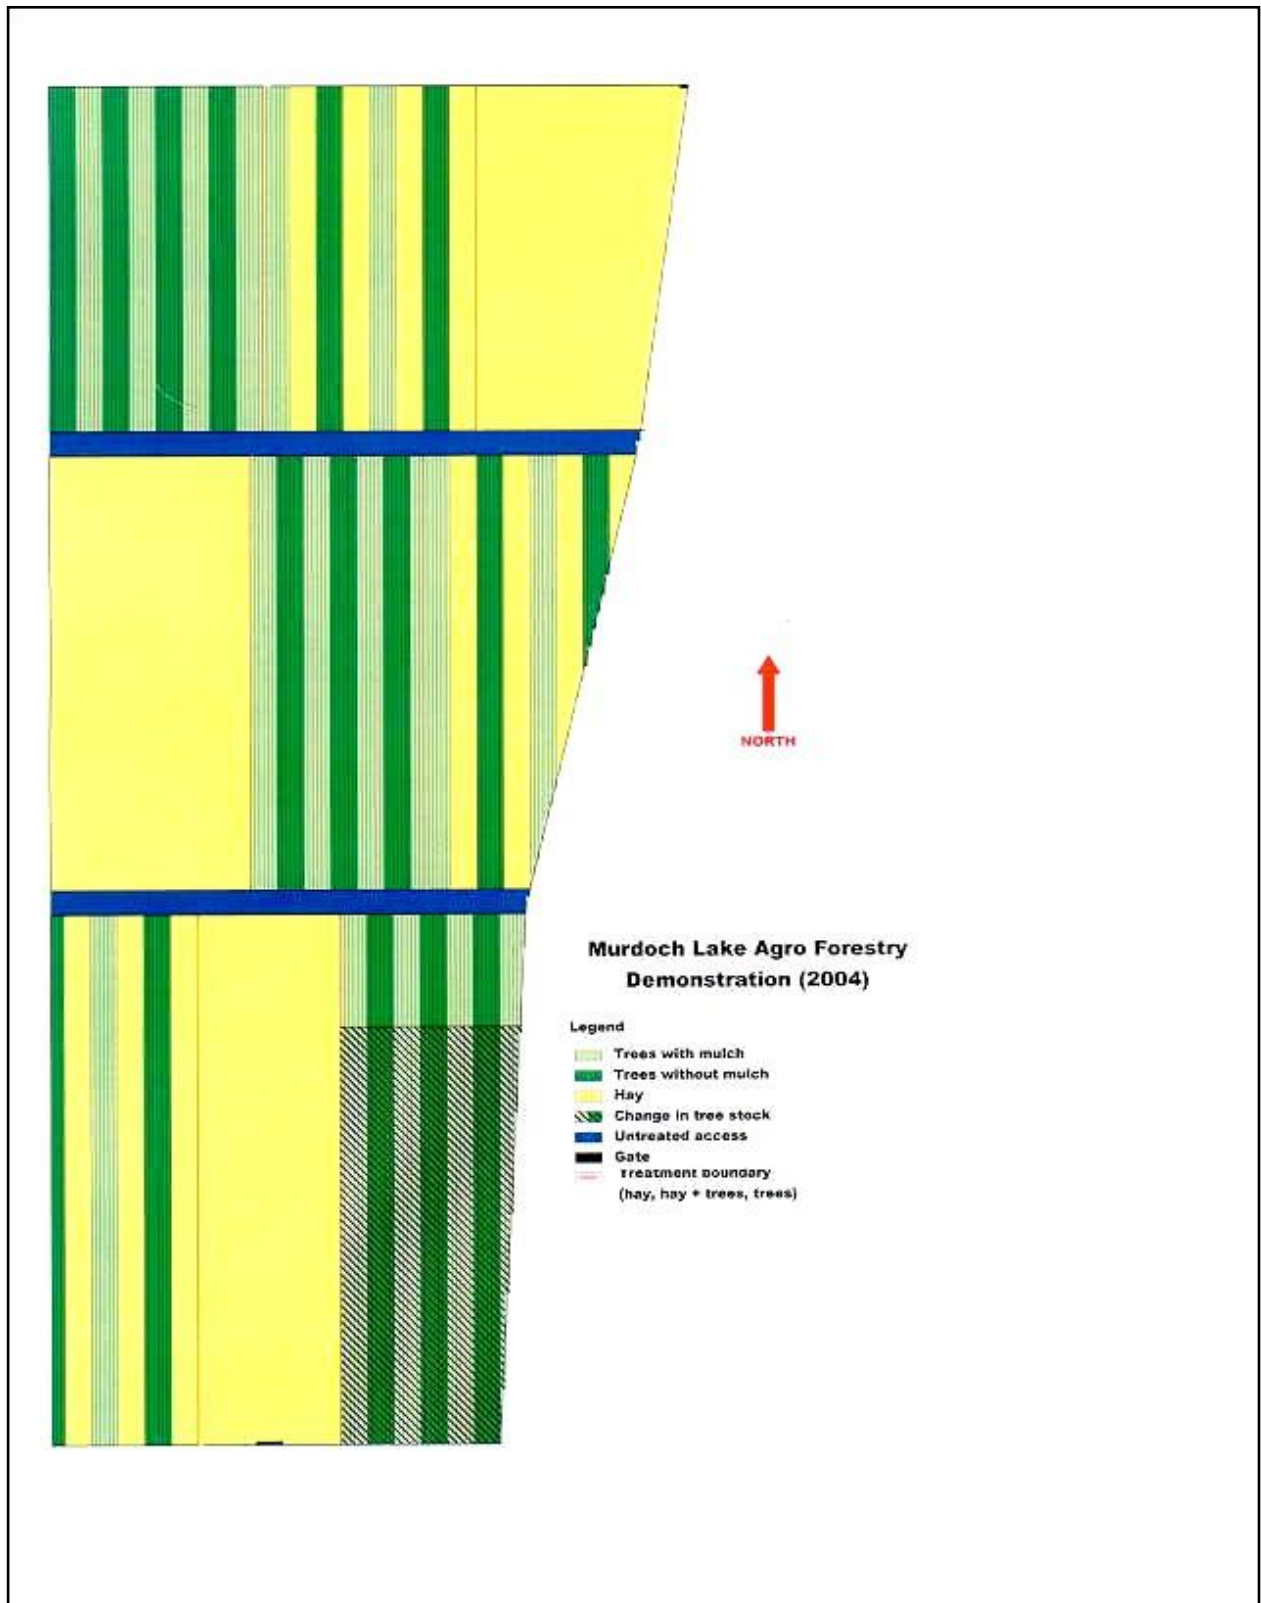 NORTH
Murdoch Lake Agro Forestry
Demonstration (2004)
Legend
Trees with mulch
Trees without mulch
Hay
Change in tree stock
Untreated access
Gate
Treatment Boundary
(hay, hay + trees, trees)